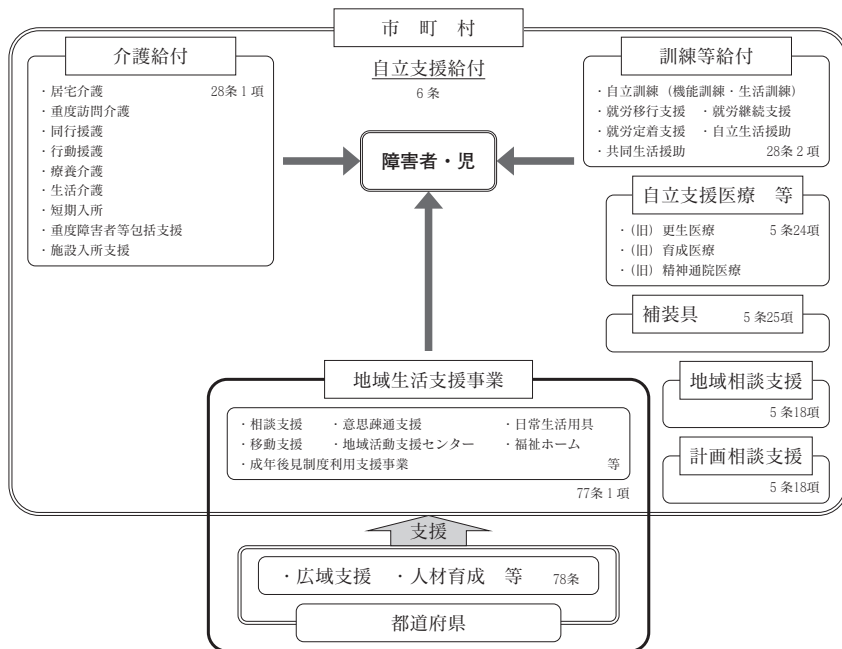 市 町 村
介護給付
・居宅介護 28条1項
・重度訪問介護
・同行援護
・行動援護
・療養介護
・生活介護
・短期入所
・重度障害者等包括支援
・施設入所支援
自立支援給付
6条
障害者・児
訓練等給付
・自立訓練（機能訓練・生活訓練）
・就労移行支援 ・就労継続支援
・就労定着支援 ・自立生活援助
・共同生活援助 28条2項
自立支援医療 等
・(旧) 更生医療 5条24項
・(旧) 育成医療
・(旧) 精神通院医療
補装具 5条25項
地域相談支援
5条18項
計画相談支援
5条18項
地域生活支援事業
・相談支援 ・意思疎通支援 ・日常生活用具
・移動支援 ・地域活動支援センター ・福祉ホーム
・成年後見制度利用支援事業 等
77条1項
支援
・広域支援 ・人材育成 等 78条
都道府県